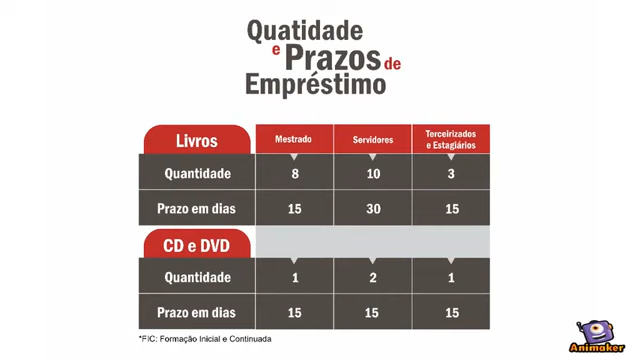 Quatidade
e Prazos de
Empréstimo
Livros Mestrado Servidores Terceirizados e Estagiários
Quantidade 8 10 3
Prazo em dias 15 30 15
CD e DVD
Quantidade 1 2 1
Prazo em dias 15 15 15
*FIC: Formação Inicial e Continuada
Animaker